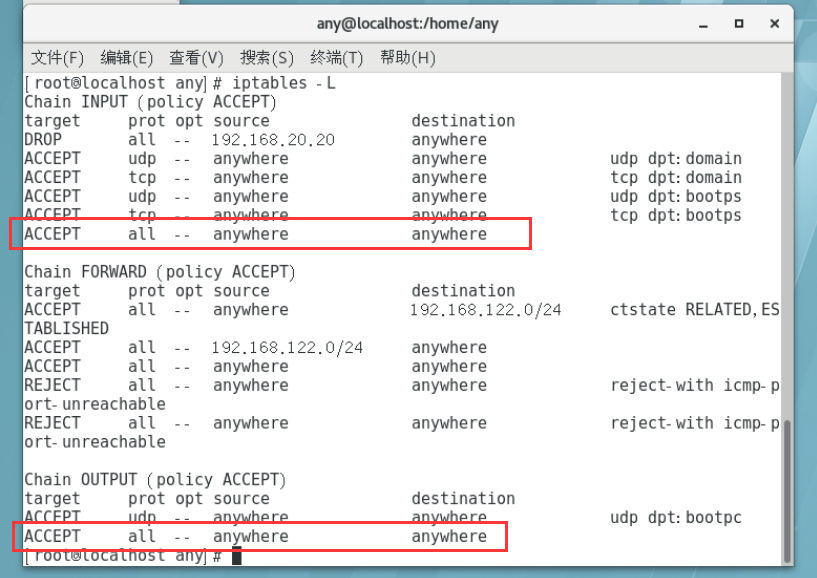 any@localhost:/home/any
文件(F) 编辑(E) 查看(V) 搜索(S) 终端(T) 帮助(H)
[root@localhost any]# iptables -L
Chain INPUT (policy ACCEPT)
target prot opt source destination
DROP all -- 192.168.20.20 anywhere
ACCEPT udp -- anywhere anywhere udp dpt:domain
ACCEPT tcp -- anywhere anywhere tcp dpt:domain
ACCEPT udp -- anywhere anywhere udp dpt:bootps
ACCEPT tcp -- anywhere anywhere tcp dpt:bootps
ACCEPT all -- anywhere anywhere
Chain FORWARD (policy ACCEPT)
target prot opt source destination
ACCEPT all -- anywhere 192.168.122.0/24 ctstate RELATED,ES
TABLISHED
ACCEPT all -- 192.168.122.0/24 anywhere
ACCEPT all -- anywhere anywhere
REJECT all -- anywhere anywhere reject-with icmp-p
ort-unreachable
REJECT all -- anywhere anywhere reject-with icmp-p
ort-unreachable
Chain OUTPUT (policy ACCEPT)
target prot opt source destination
ACCEPT udp -- anywhere anywhere udp dpt:bootpc
ACCEPT all -- anywhere anywhere
[root@localhost any]#